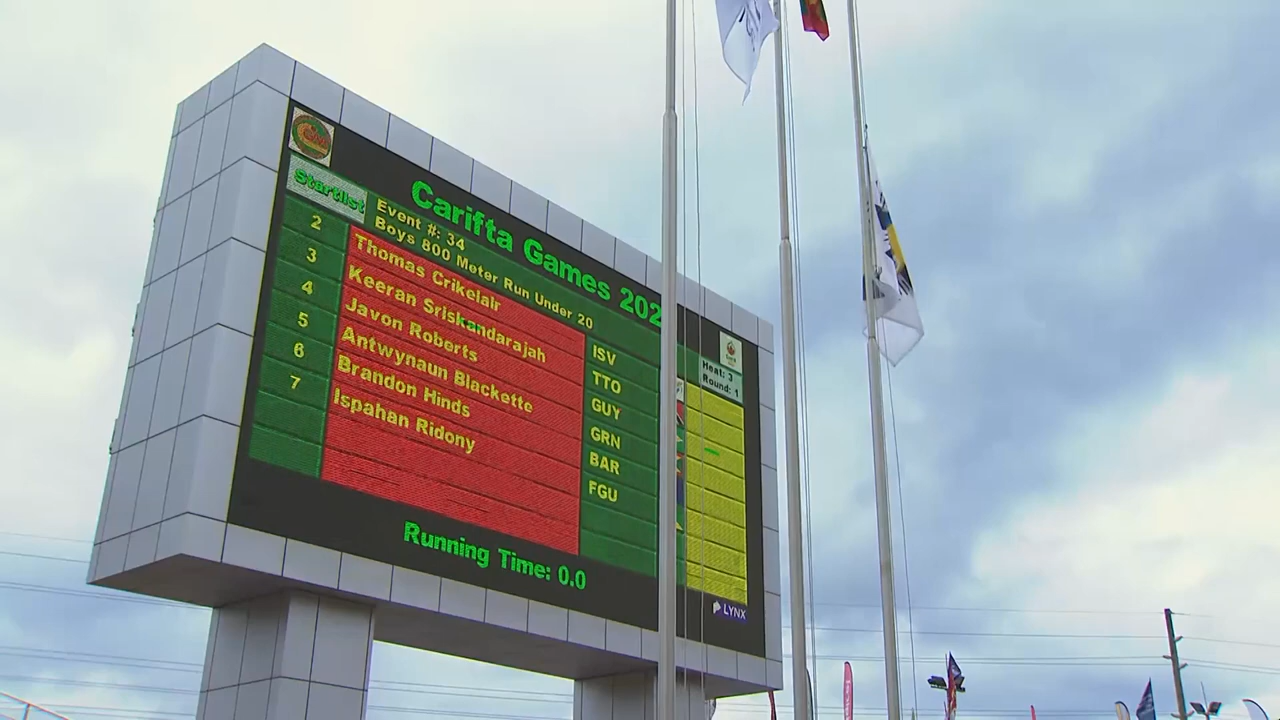 Carifta Games 202
Startlist
Event #: 34
Boys 800 Meter Run Under 20
Heat: 3
Round: 1
2 Thomas Crikelair ISV
3 Keeran Sriskandarajah TTO
4 Javon Roberts GUY
5 Antwynaun Blackette GRN
6 Brandon Hinds BAR
7 Ispahan Ridony FGU
Running Time: 0.0
LYNX